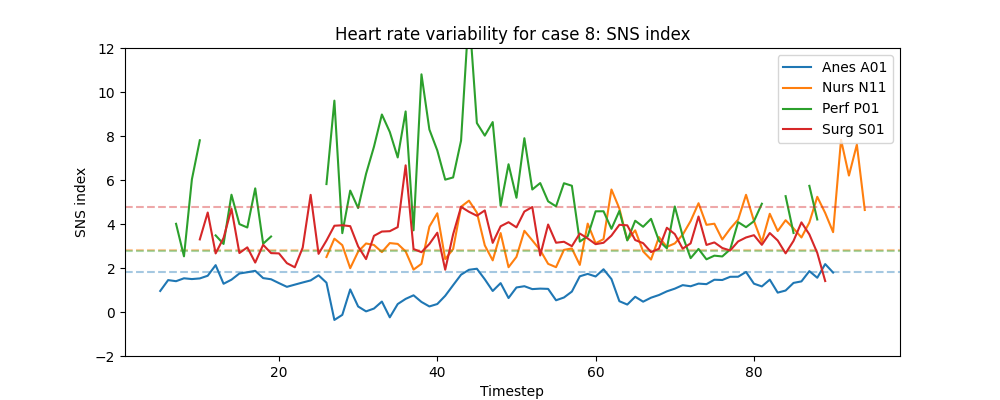 Heart rate variability for case 8: SNS index
12
10
8
6
4
2
0
−2
SNS index
20
40
60
80
Timestep
Anes A01
Nurs N11
Perf P01
Surg S01